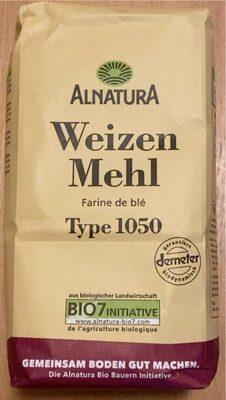 ALNATURA
Weizen
Mehl
Farine de blé
Type 1050
garantiert
demeter
biodynamisch
aus biologischer Landwirtschaft
BIO7 INITIATIVE
www.alnatura-bio7.com
de l'agriculture biologique
GEMEINSAM BODEN GUT MACHEN.
Die Alnatura Bio Bauern Initiative